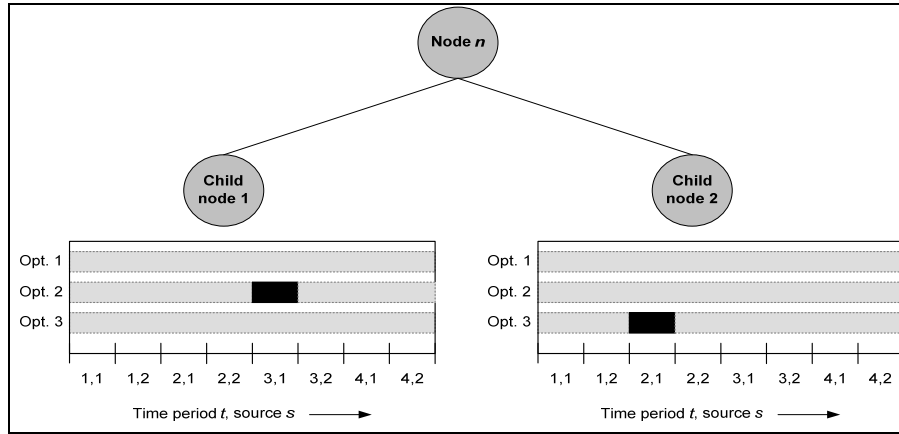 Node n
Child
node 1
Child
node 2
Opt. 1
Opt. 2
Opt. 3
1,1 1,2 2,1 2,2 3,1 3,2 4,1 4,2
Time period t, source s
Opt. 1
Opt. 2
Opt. 3
1,1 1,2 2,1 2,2 3,1 3,2 4,1 4,2
Time period t, source s